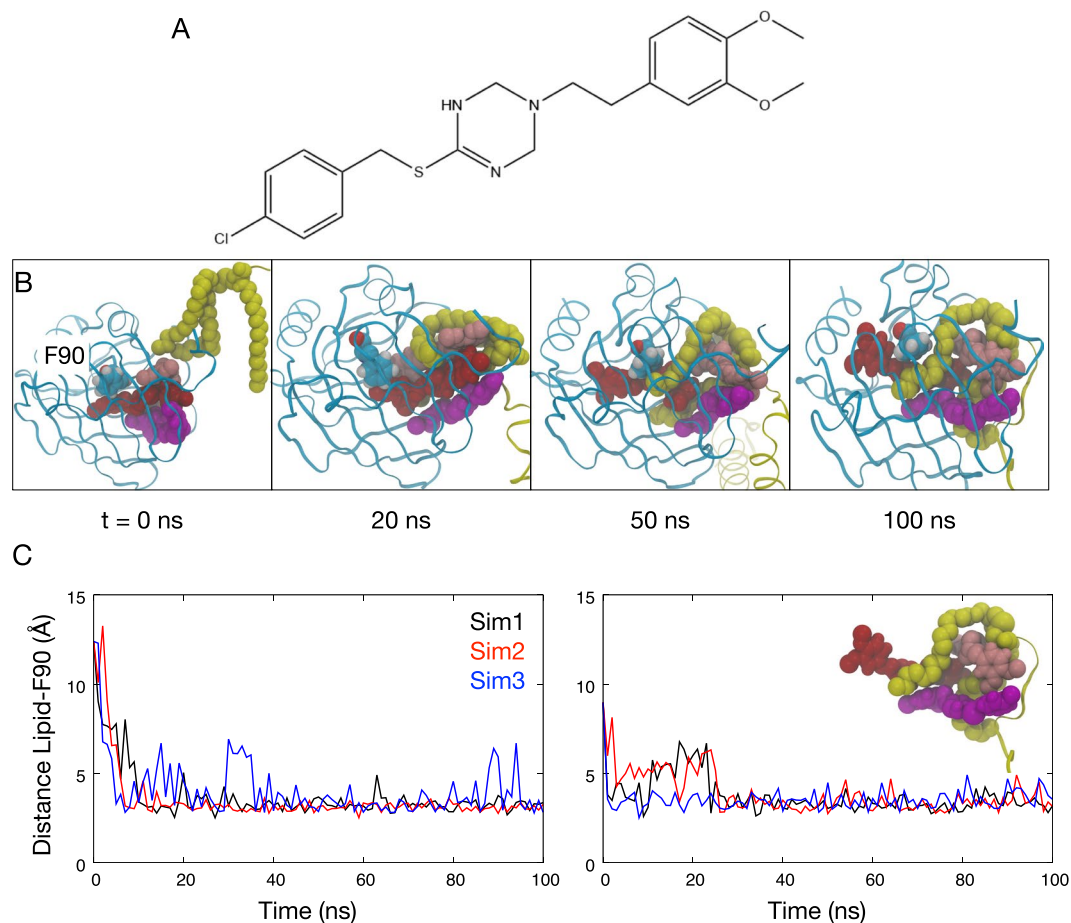 A
O
HN
N
O
S
N
Cl
B
F90
t = 0 ns
20 ns
50 ns
100 ns
C
15
10
5
0
Distance Lipid-F90 (Å)
Sim1
Sim2
Sim3
0
20
40
60
80
100
Time (ns)
15
10
5
0
0
20
40
60
80
100
Time (ns)